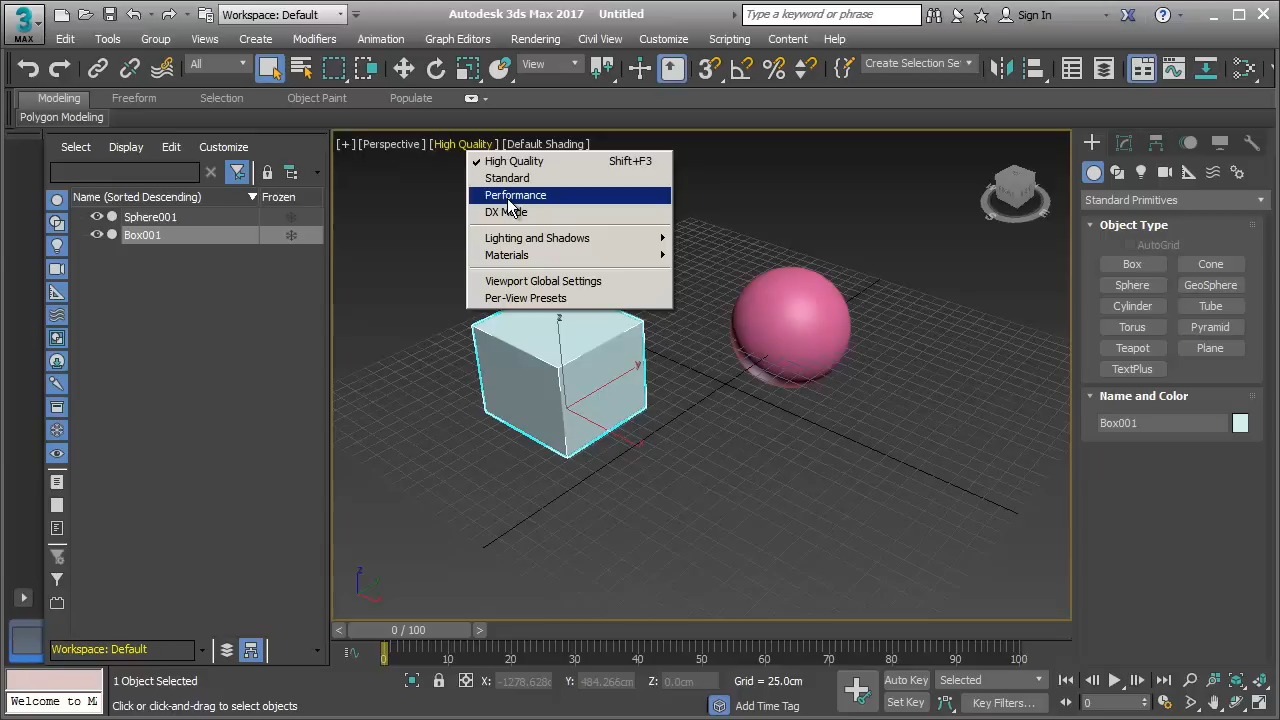 3
MAX
Workspace: Default
Autodesk 3ds Max 2017 Untitled
Type a keyword or phrase
Sign In
Edit Tools Group Views Create Modifiers Animation Graph Editors Rendering Civil View Customize Scripting Content Help
All
View
Create Selection Se
Modeling Freeform Selection Object Paint Populate
Polygon Modeling
Select Display Edit Customize
Name (Sorted Descending) Frozen
Sphere001
Box001
Workspace: Default
[+] [Perspective ] [High Quality ] [Default Shading ]
High Quality Shift+F3
Standard
Performance
DX Mode
Lighting and Shadows
Materials
Viewport Global Settings
Per-View Presets
z
y
z
Standard Primitives
Object Type
AutoGrid
Box Cone
Sphere GeoSphere
Cylinder Tube
Torus Pyramid
Teapot Plane
TextPlus
Name and Color
Box001
< 0 / 100 >
0 10 20 30 40 50 60 70 80 90 100
Welcome to M
1 Object Selected
Click or click-and-drag to select objects
X: -1278.628c Y: 484.266cm Z: 0.0cm Grid = 25.0cm
Add Time Tag
Auto Key Selected
Set Key Key Filters...
0